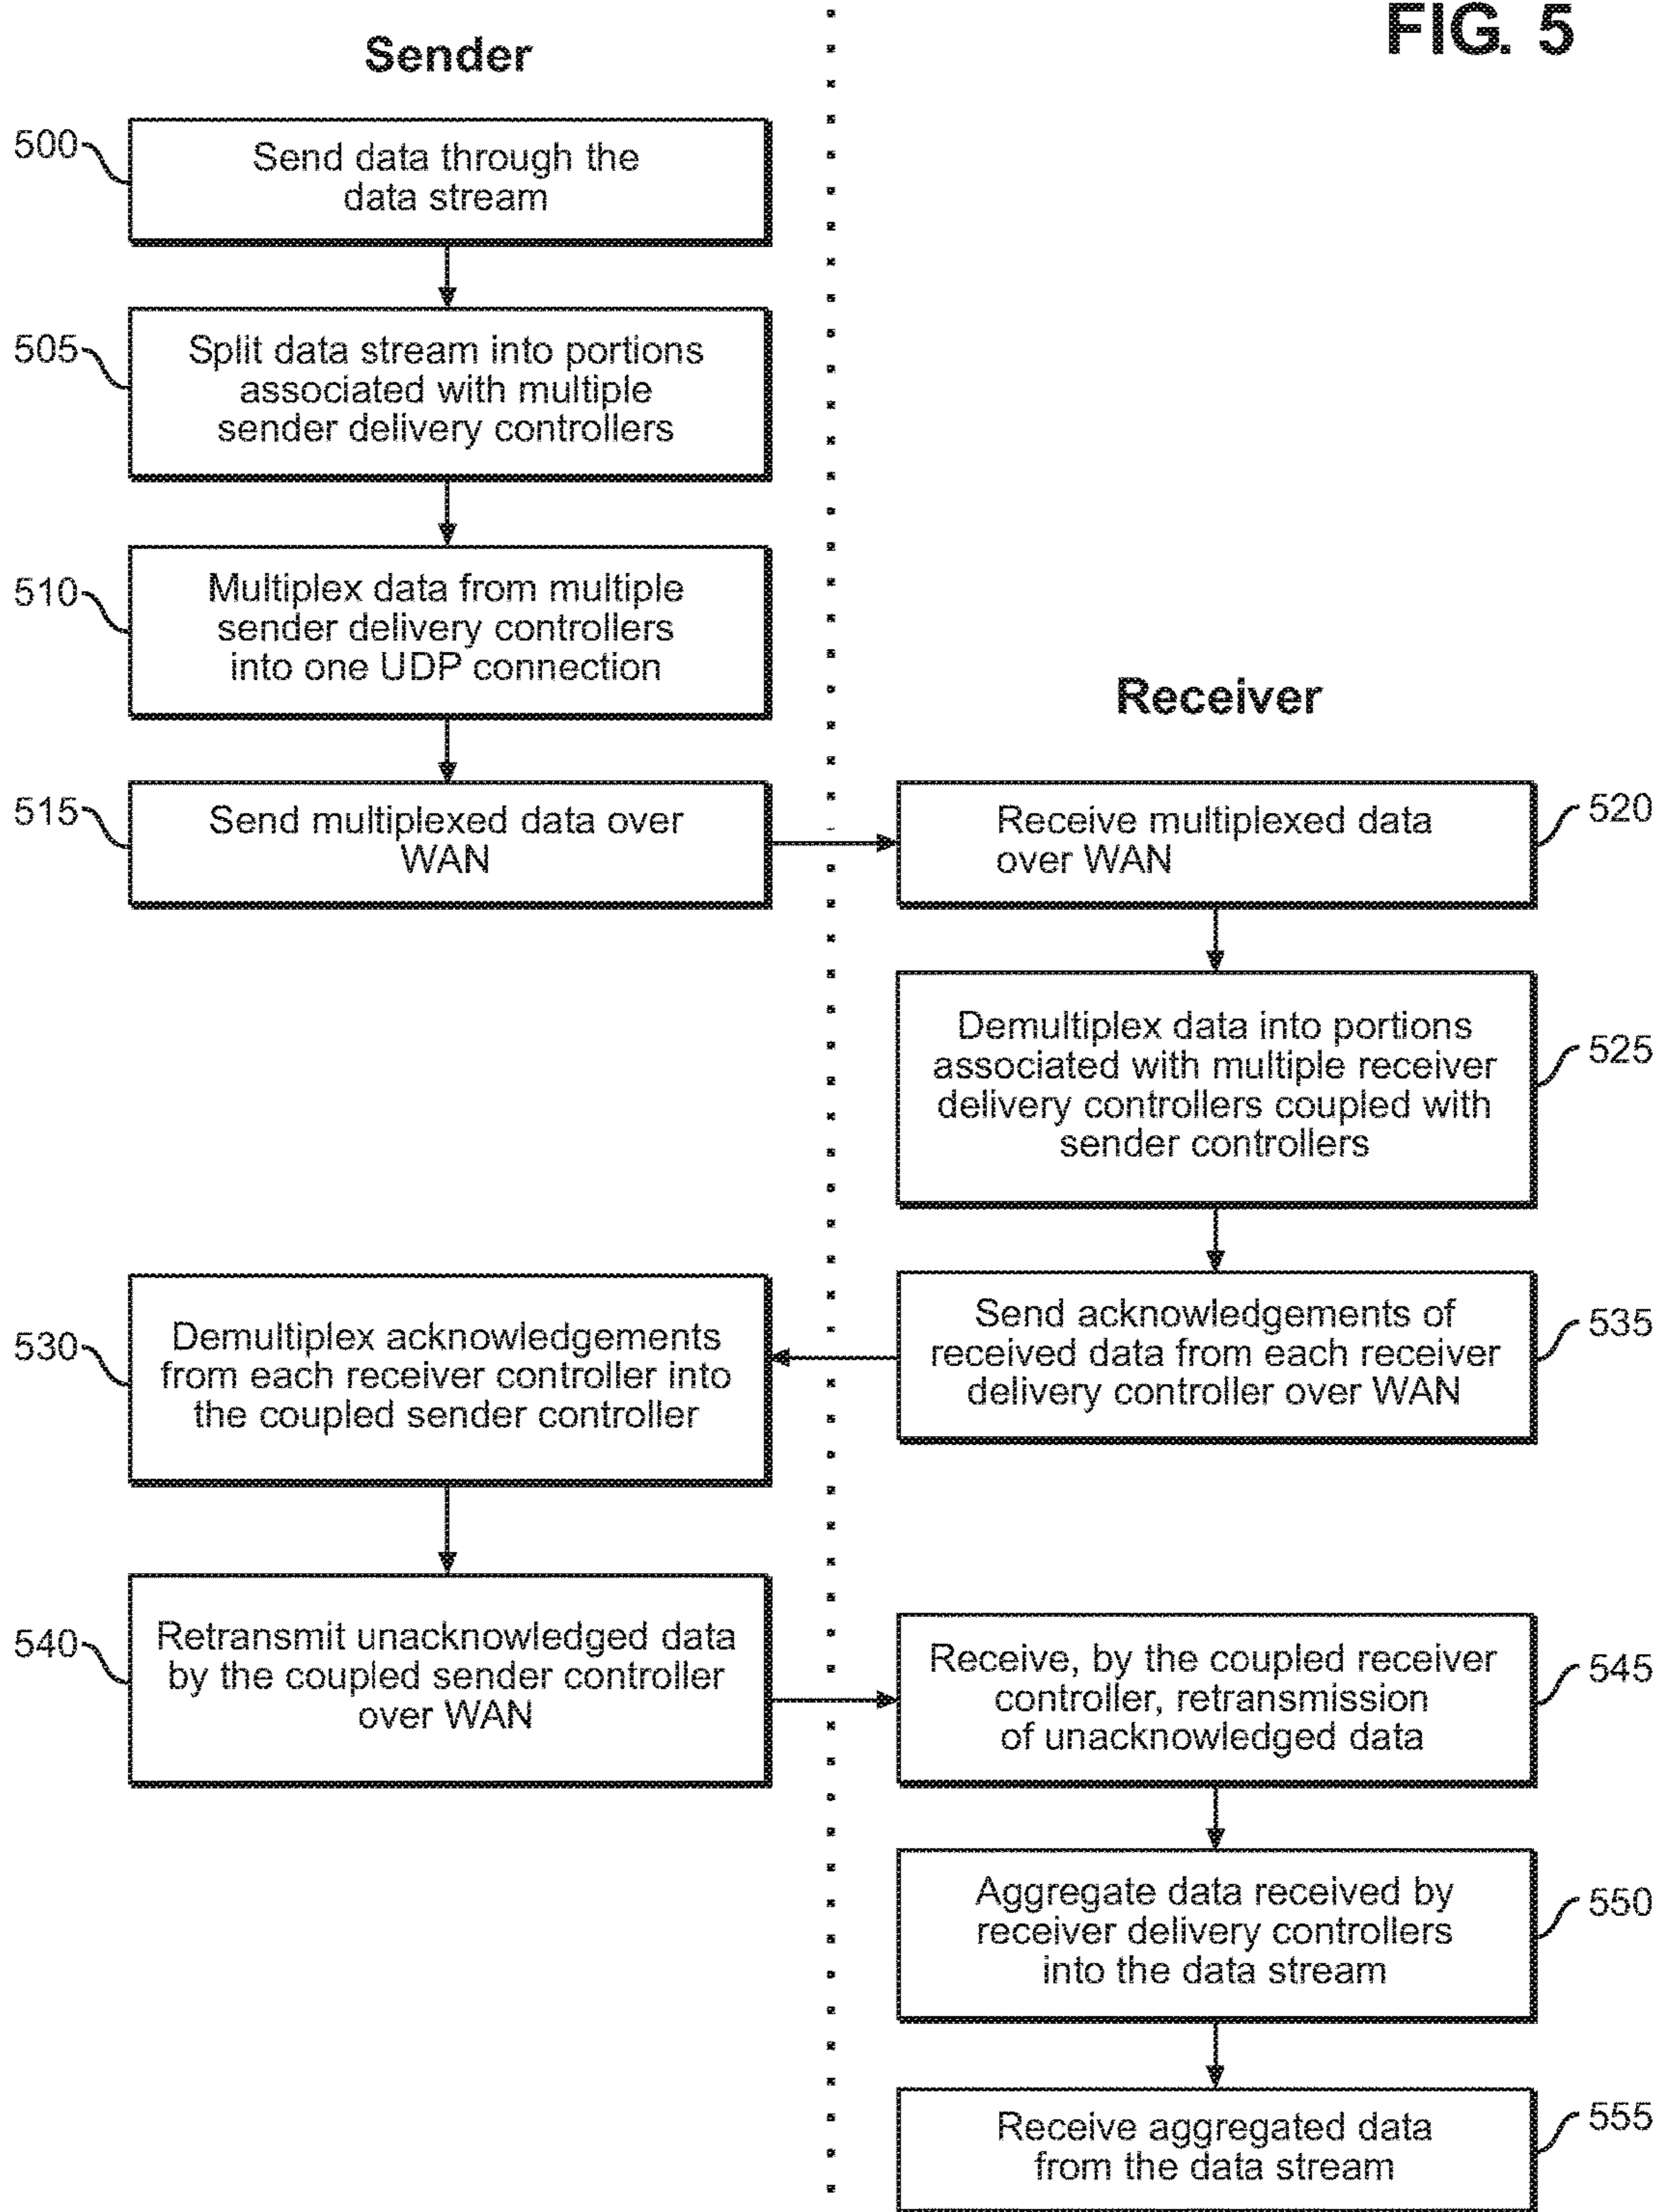 FIG. 5
Sender
500
Send data through the
data stream
505
Split data stream into portions
associated with multiple
sender delivery controllers
510
Multiplex data from multiple
sender delivery controllers
into one UDP connection
Receiver
515
Send multiplexed data over
WAN
Receive multiplexed data
over WAN
520
Demultiplex data into portions
associated with multiple receiver
delivery controllers coupled with
sender controllers
525
Send acknowledgements of
received data from each receiver
delivery controller over WAN
535
530
Demultiplex acknowledgements
from each receiver controller into
the coupled sender controller
540
Retransmit unacknowledged data
by the coupled sender controller
over WAN
Receive, by the coupled receiver
controller, retransmission
of unacknowledged data
545
Aggregate data received by
receiver delivery controllers
into the data stream
550
Receive aggregated data
from the data stream
555